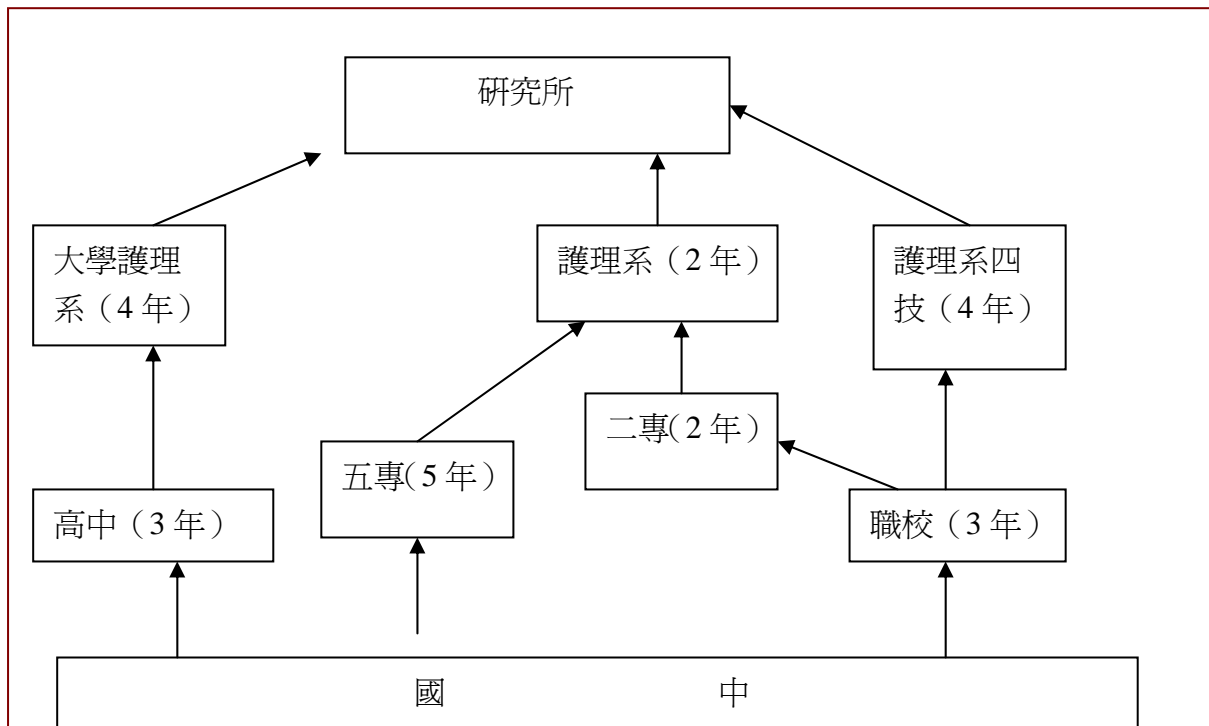 研究所
大學護理
系（4 年）
護理系（2 年）
護理系四
技（4 年）
二專(2 年）
五專(5 年）
高中（3 年）
職校（3 年）
國 中